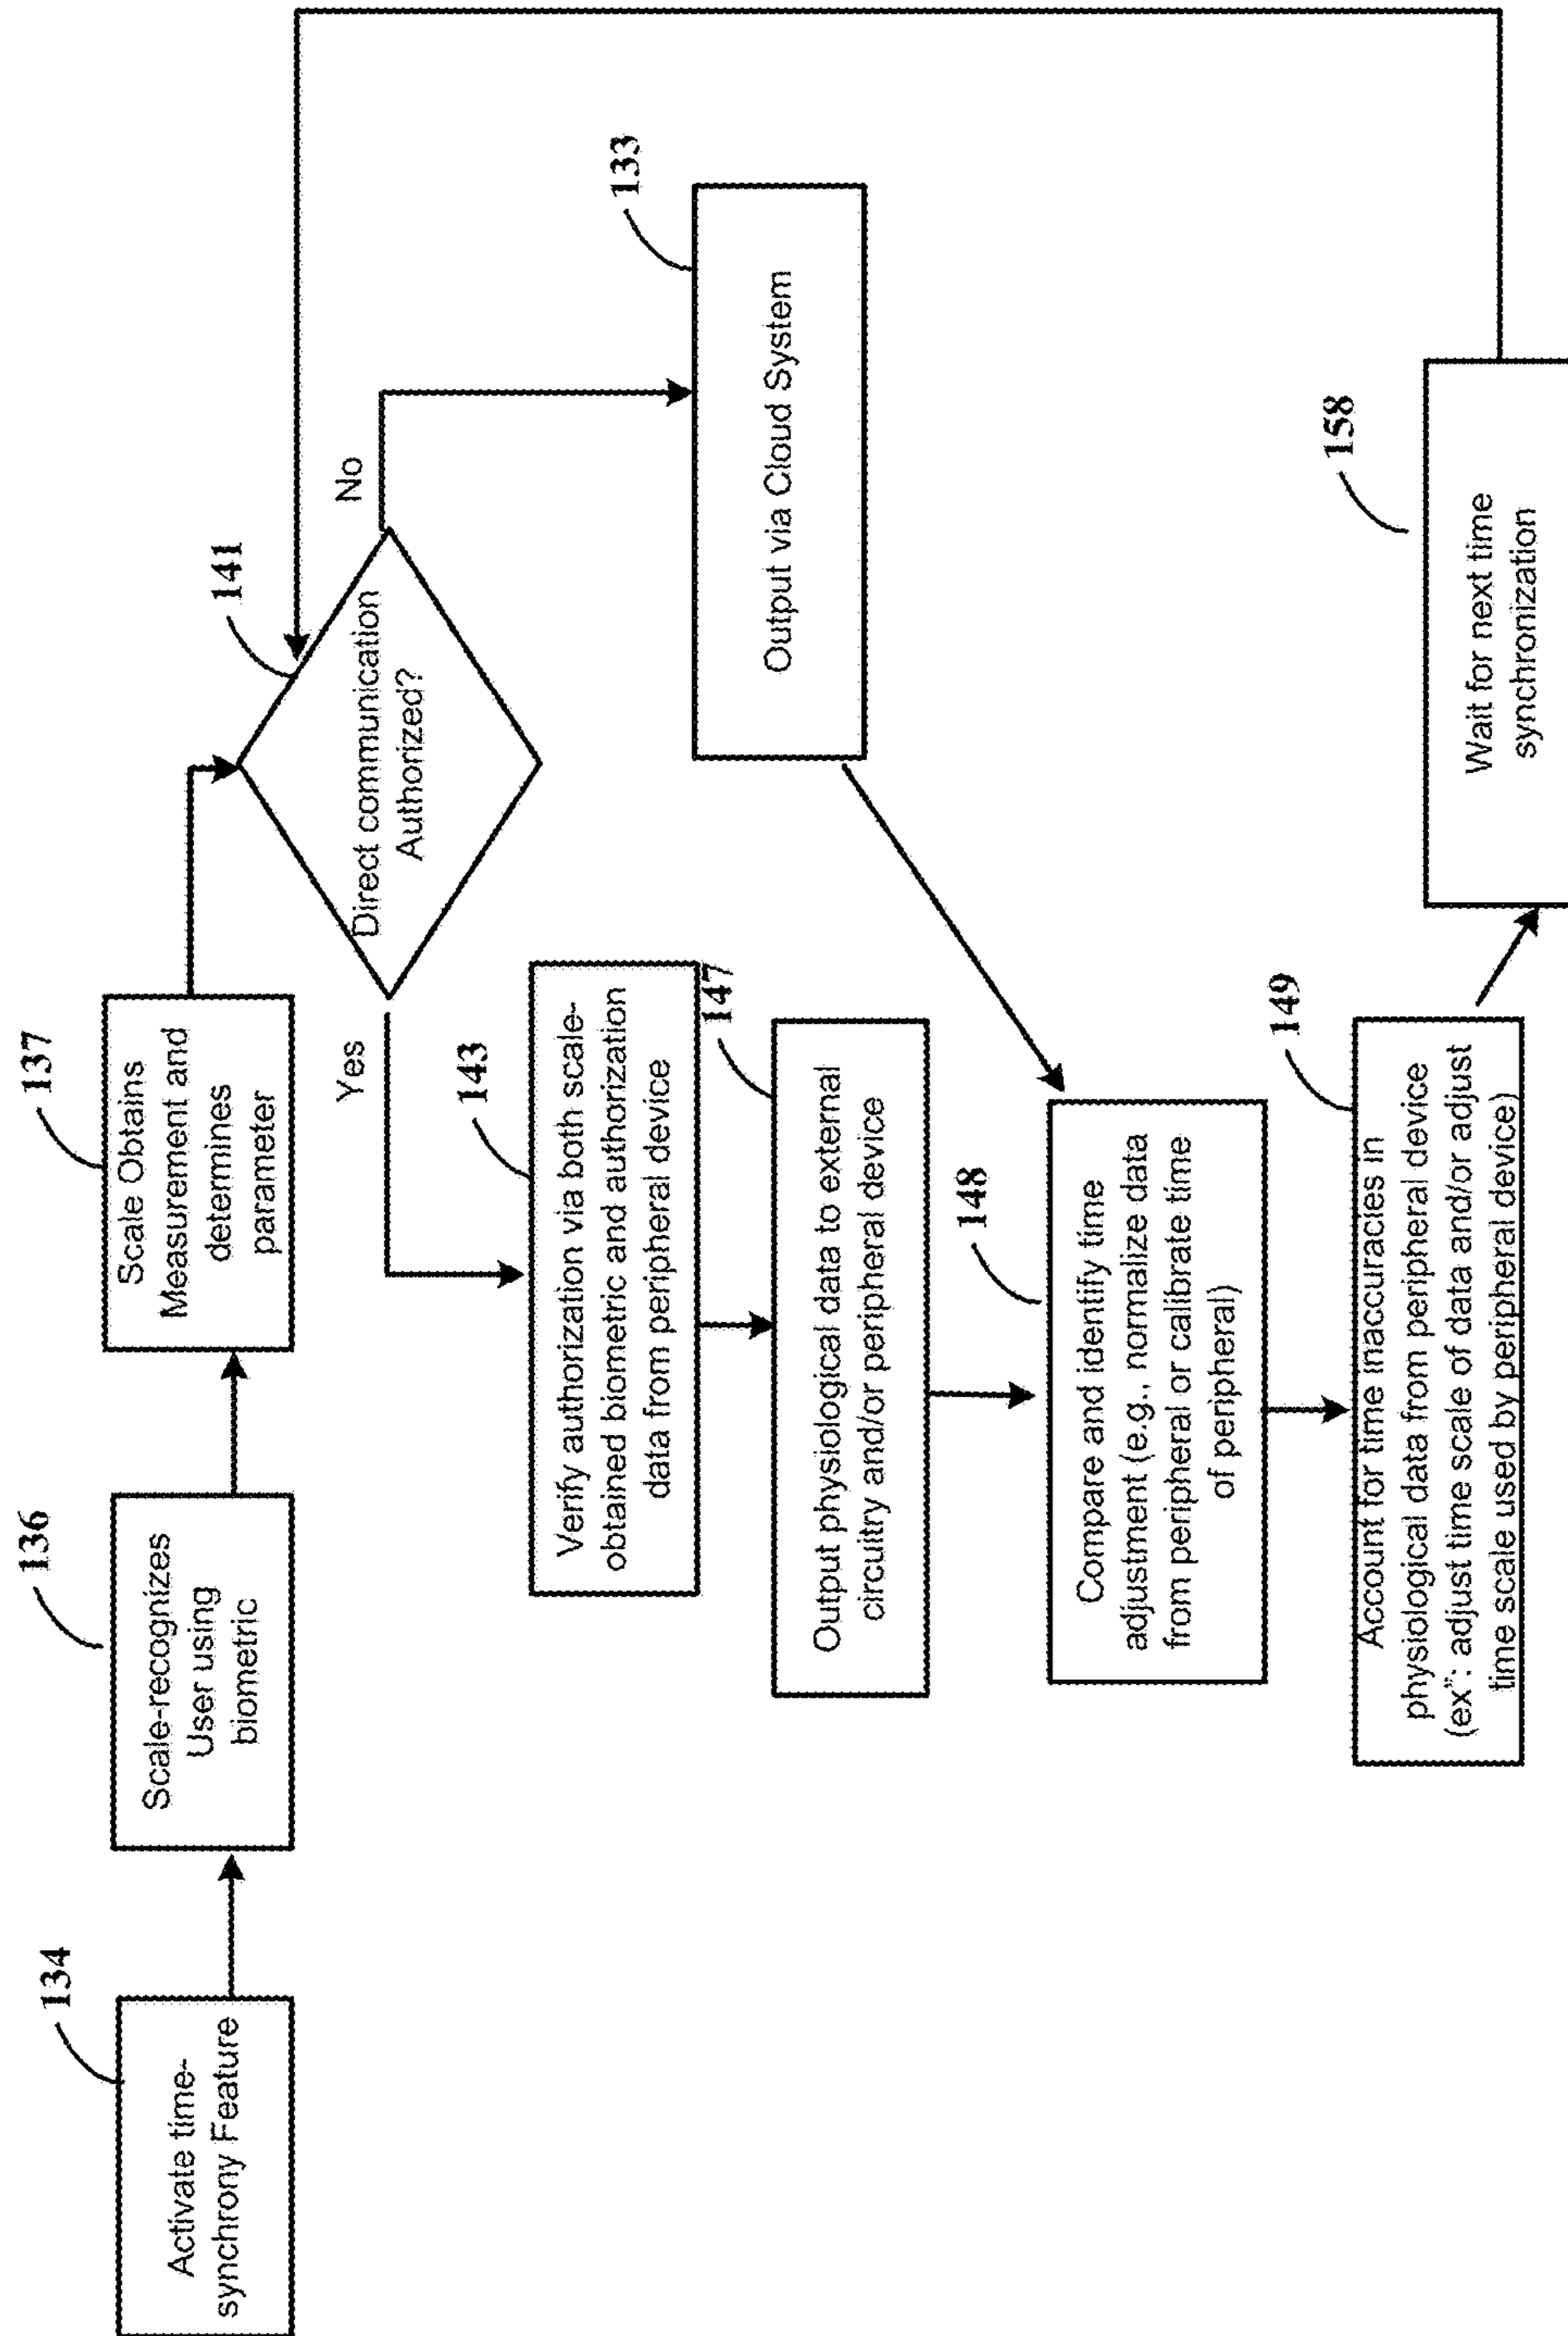 134
Activate time-
synchrony Feature
136
Scale-recognizes
User using
biometric
137
Scale Obtains
Measurement and
determines
parameter
141
Direct communication
Authorized?
Yes
No
143
Verify authorization via both scale-
obtained biometric and authorization
data from peripheral device
133
Output via Cloud System
147
Output physiological data to external
circuitry and/or peripheral device
148
Compare and identify time
adjustment (e.g., normalize data
from peripheral or calibrate time
of peripheral)
149
Account for time inaccuracies in
physiological data from peripheral device
(ex": adjust time scale of data and/or adjust
time scale used by peripheral device)
158
Wait for next time
synchronization